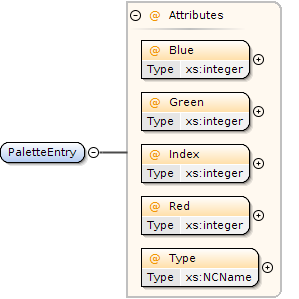 @ Attributes
@ Blue
Type xs:integer
@ Green
Type xs:integer
PaletteEntry
@ Index
Type xs:integer
@ Red
Type xs:integer
@ Type
Type xs:NCName